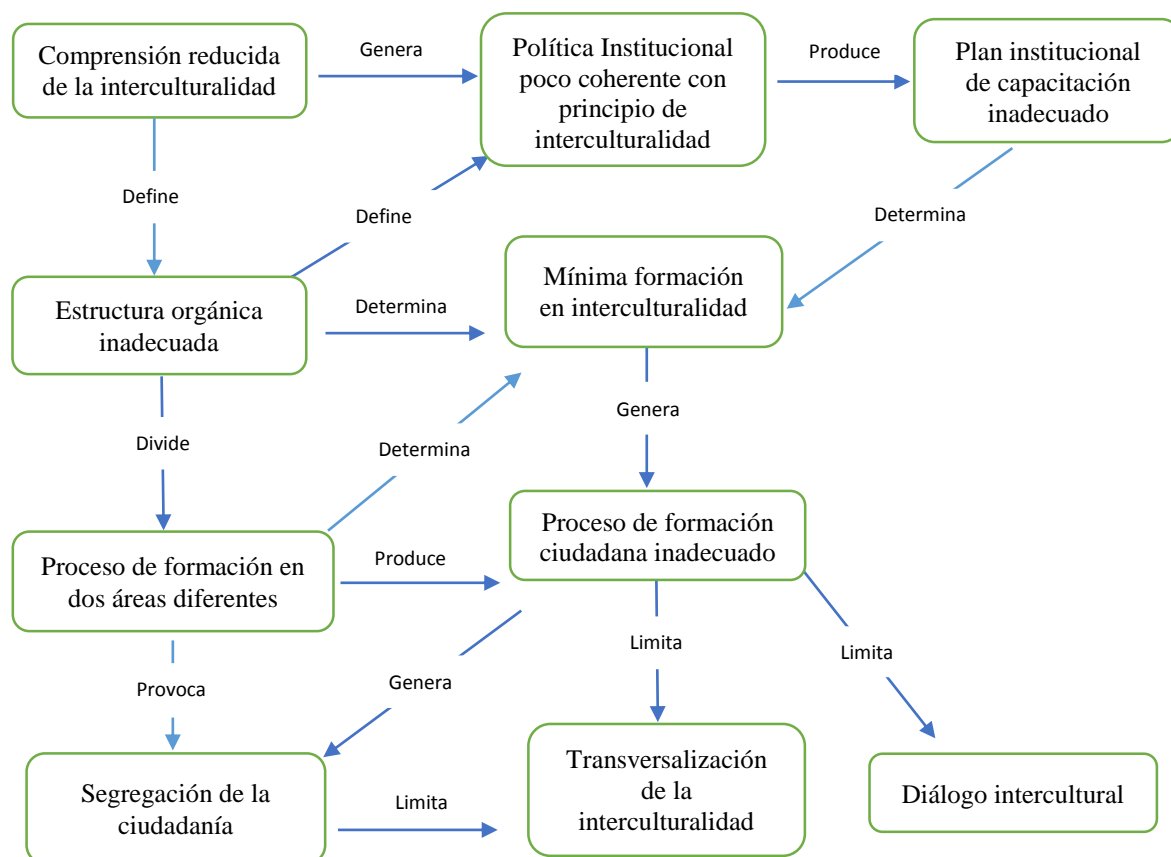 Comprensión reducida
de la interculturalidad
Genera
Política Institucional
poco coherente con
principio de
interculturalidad
Produce
Plan institucional
de capacitación
inadecuado
Define
Define
Determina
Estructura orgánica
inadecuada
Determina
Mínima formación
en interculturalidad
Divide
Determina
Genera
Proceso de formación en
dos áreas diferentes
Produce
Proceso de formación
ciudadana inadecuado
Provoca
Genera
Limita
Limita
Segregación de la
ciudadanía
Limita
Transversalización
de la
interculturalidad
Diálogo intercultural